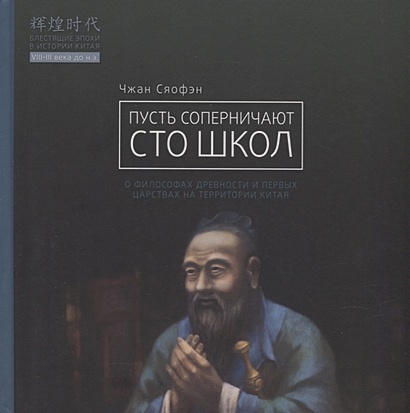 辉煌时代
БЛЕСТЯЩИЕ ЭПОХИ
В ИСТОРИИ КИТАЯ
VIII-III века до н.э.
Чжан Сяофэн
ПУСТЬ СОПЕРНИЧАЮТ
СТО ШКОЛ
О ФИЛОСОФАХ ДРЕВНОСТИ И ПЕРВЫХ
ЦАРСТВАХ НА ТЕРРИТОРИИ КИТАЯ